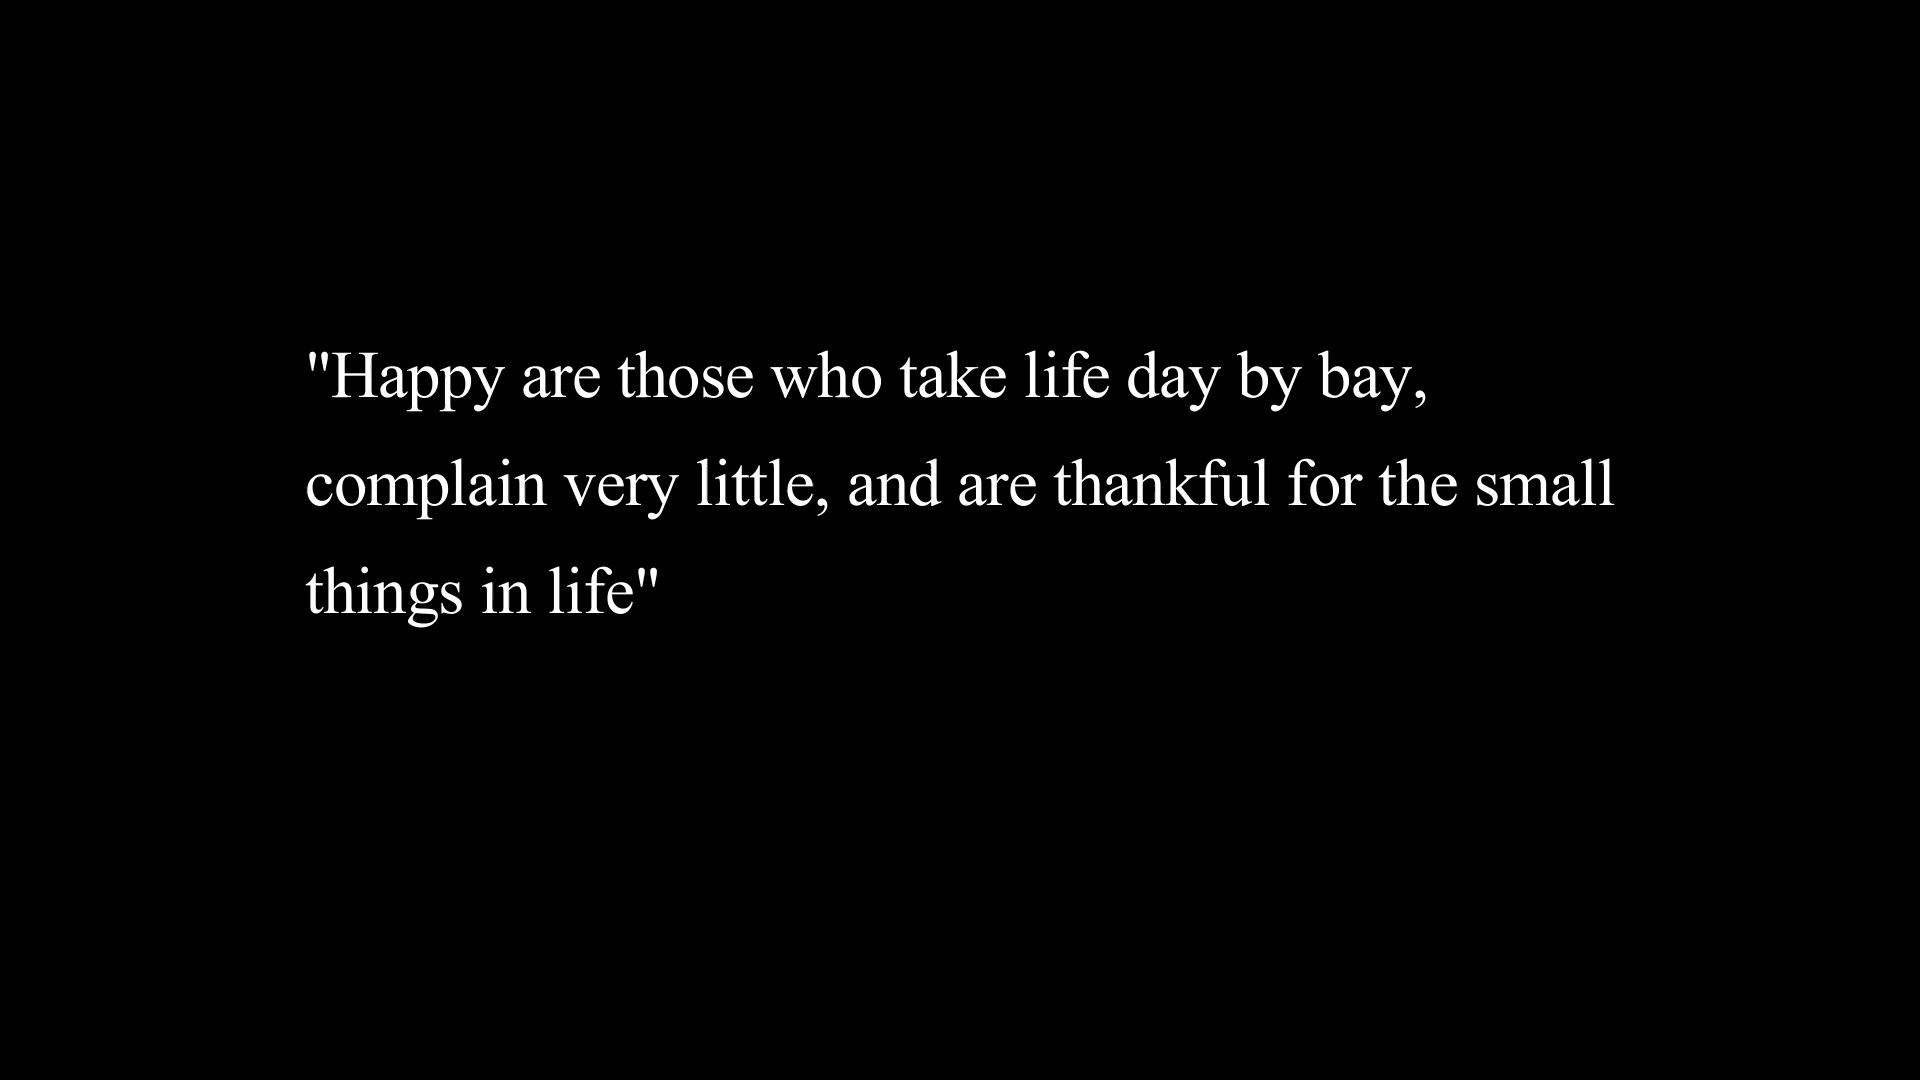 "Happy are those who take life day by bay,
complain very little, and are thankful for the small
things in life"